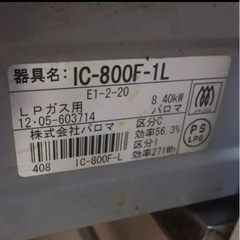 器具名: IC-800F-1L
E1-2-20
LPガス用 8.40kW
12・05-603714 パロマ
株式会社パロマ 区分C
効率56.3%
IC-800F-L 区分I
408 効率271Wh
PS
LPG